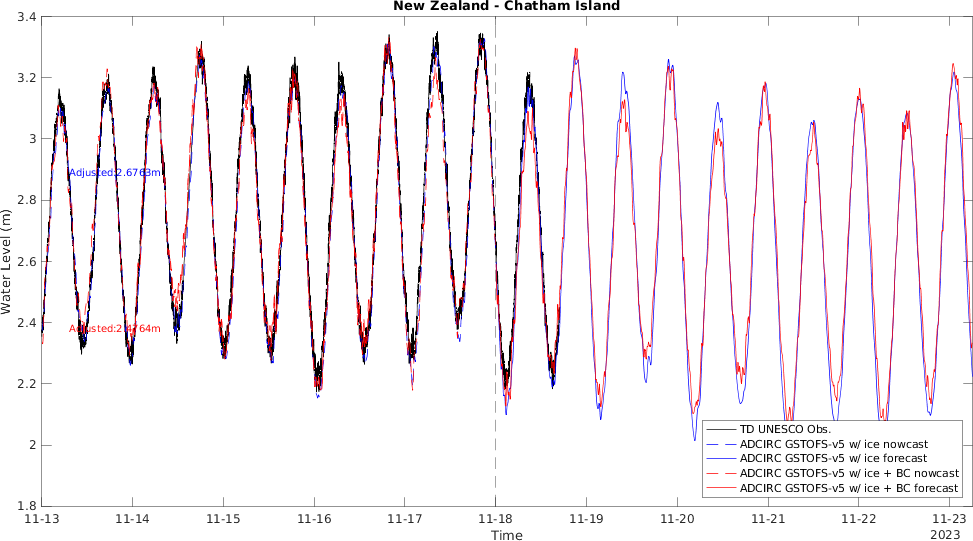 New Zealand - Chatham Island
3.4
3.2
3
2.8
2.6
2.4
2.2
2
1.8
Water Level (m)
Adjusted:2.6763m
Adjusted:2.4764m
TD UNESCO Obs.
ADCIRC GSTOFS-v5 w/ ice nowcast
ADCIRC GSTOFS-v5 w/ ice forecast
ADCIRC GSTOFS-v5 w/ ice + BC nowcast
ADCIRC GSTOFS-v5 w/ ice + BC forecast
11-13 11-14 11-15 11-16 11-17 11-18 11-19 11-20 11-21 11-22 11-23
Time 2023